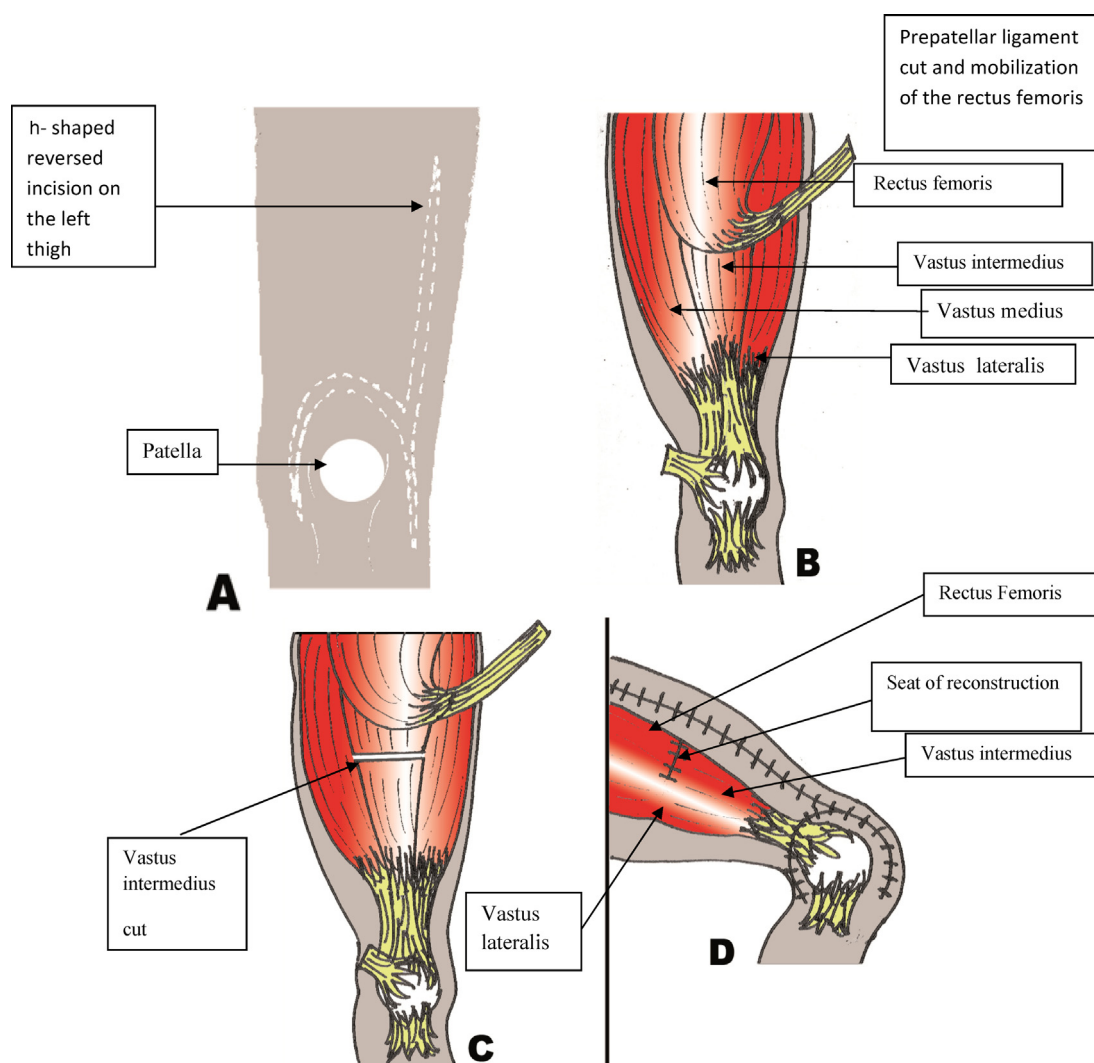 h- shaped
reversed
incision on
the left
thigh
Patella
A
Prepatellar ligament
cut and mobilization
of the rectus femoris
Rectus femoris
Vastus intermedius
Vastus medius
Vastus  lateralis
B
Vastus
intermedius
cut
C
Rectus Femoris
Seat of reconstruction
Vastus intermedius
Vastus
lateralis
D